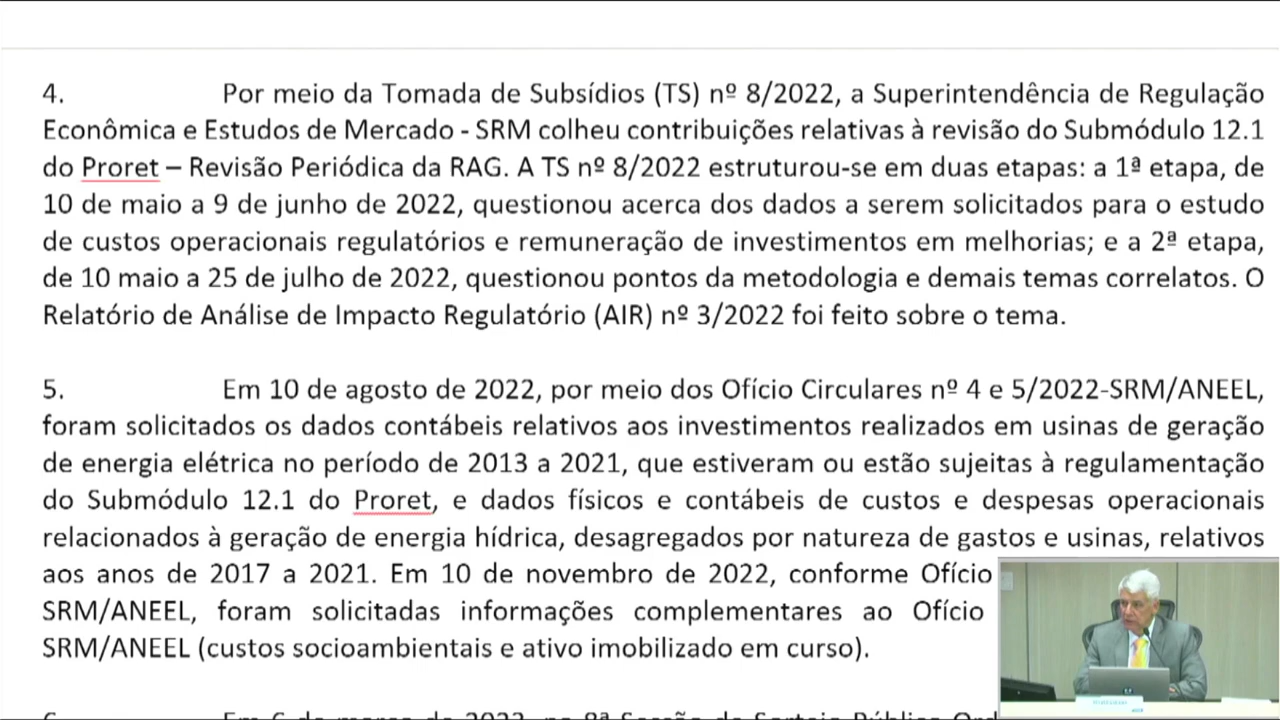 4. Por meio da Tomada de Subsídios (TS) nº 8/2022, a Superintendência de Regulação
Econômica e Estudos de Mercado - SRM colheu contribuições relativas à revisão do Submódulo 12.1
do Proret – Revisão Periódica da RAG. A TS nº 8/2022 estruturou-se em duas etapas: a 1ª etapa, de
10 de maio a 9 de junho de 2022, questionou acerca dos dados a serem solicitados para o estudo
de custos operacionais regulatórios e remuneração de investimentos em melhorias; e a 2ª etapa,
de 10 maio a 25 de julho de 2022, questionou pontos da metodologia e demais temas correlatos. O
Relatório de Análise de Impacto Regulatório (AIR) nº 3/2022 foi feito sobre o tema.
5. Em 10 de agosto de 2022, por meio dos Ofício Circulares nº 4 e 5/2022-SRM/ANEEL,
foram solicitados os dados contábeis relativos aos investimentos realizados em usinas de geração
de energia elétrica no período de 2013 a 2021, que estiveram ou estão sujeitas à regulamentação
do Submódulo 12.1 do Proret, e dados físicos e contábeis de custos e despesas operacionais
relacionados à geração de energia hídrica, desagregados por natureza de gastos e usinas, relativos
aos anos de 2017 a 2021. Em 10 de novembro de 2022, conforme Ofício
SRM/ANEEL, foram solicitadas informações complementares ao Ofício
SRM/ANEEL (custos socioambientais e ativo imobilizado em curso).